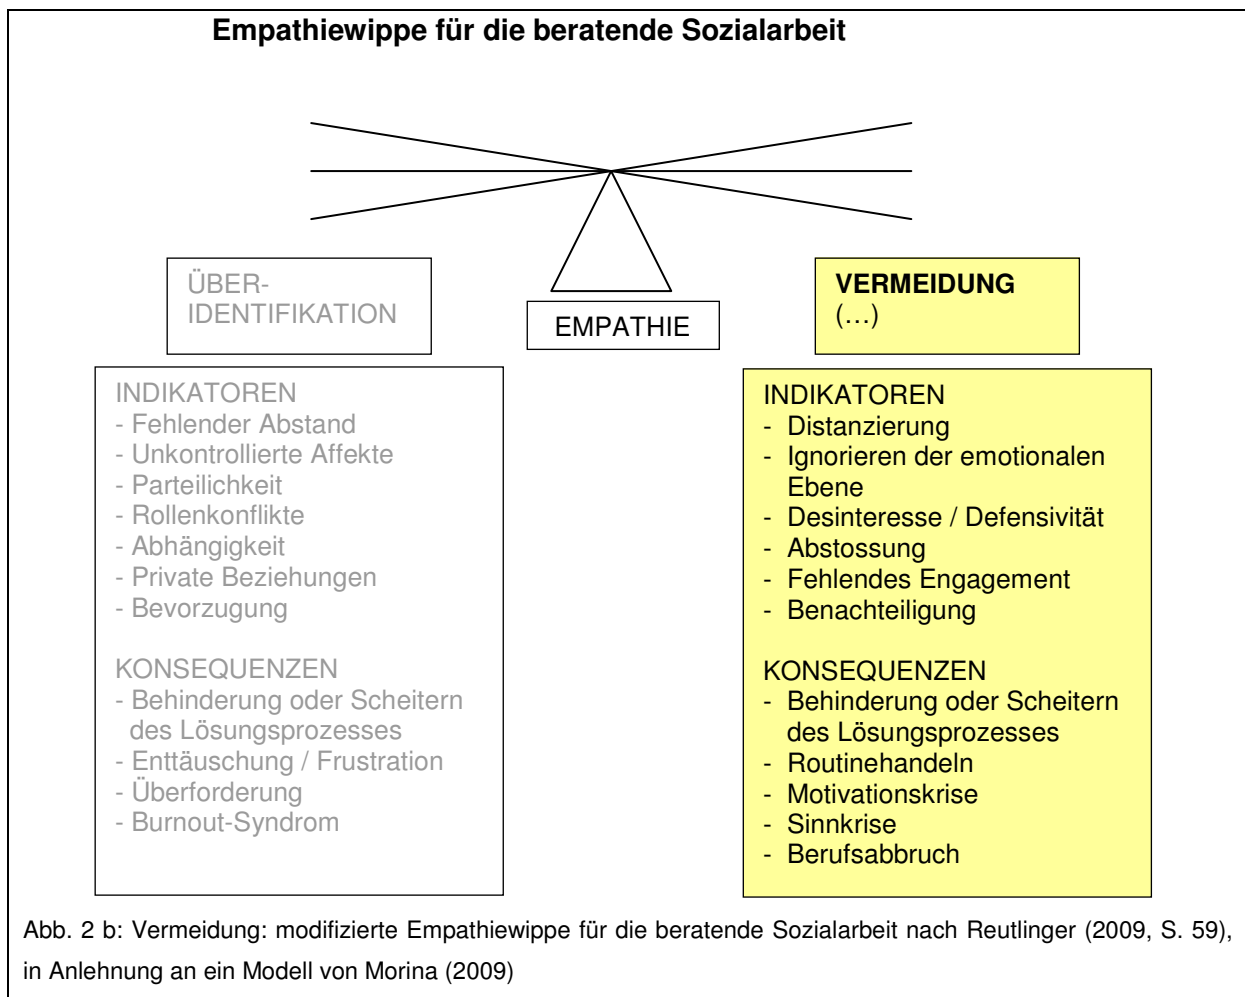 Empathiewippe für die beratende Sozialarbeit
ÜBER-
IDENTIFIKATION
EMPATHIE
VERMEIDUNG
(…)
INDIKATOREN
- Fehlender Abstand
- Unkontrollierte Affekte
- Parteilichkeit
- Rollenkonflikte
- Abhängigkeit
- Private Beziehungen
- Bevorzugung
KONSEQUENZEN
- Behinderung oder Scheitern
des Lösungsprozesses
- Enttäuschung / Frustration
- Überforderung
- Burnout-Syndrom
INDIKATOREN
- Distanzierung
- Ignorieren der emotionalen
Ebene
- Desinteresse / Defensivität
- Abstossung
- Fehlendes Engagement
- Benachteiligung
KONSEQUENZEN
- Behinderung oder Scheitern
des Lösungsprozesses
- Routinehandeln
- Motivationskrise
- Sinnkrise
- Berufsabbruch
Abb. 2 b: Vermeidung: modifizierte Empathiewippe für die beratende Sozialarbeit nach Reutlinger (2009, S. 59),
in Anlehnung an ein Modell von Morina (2009)